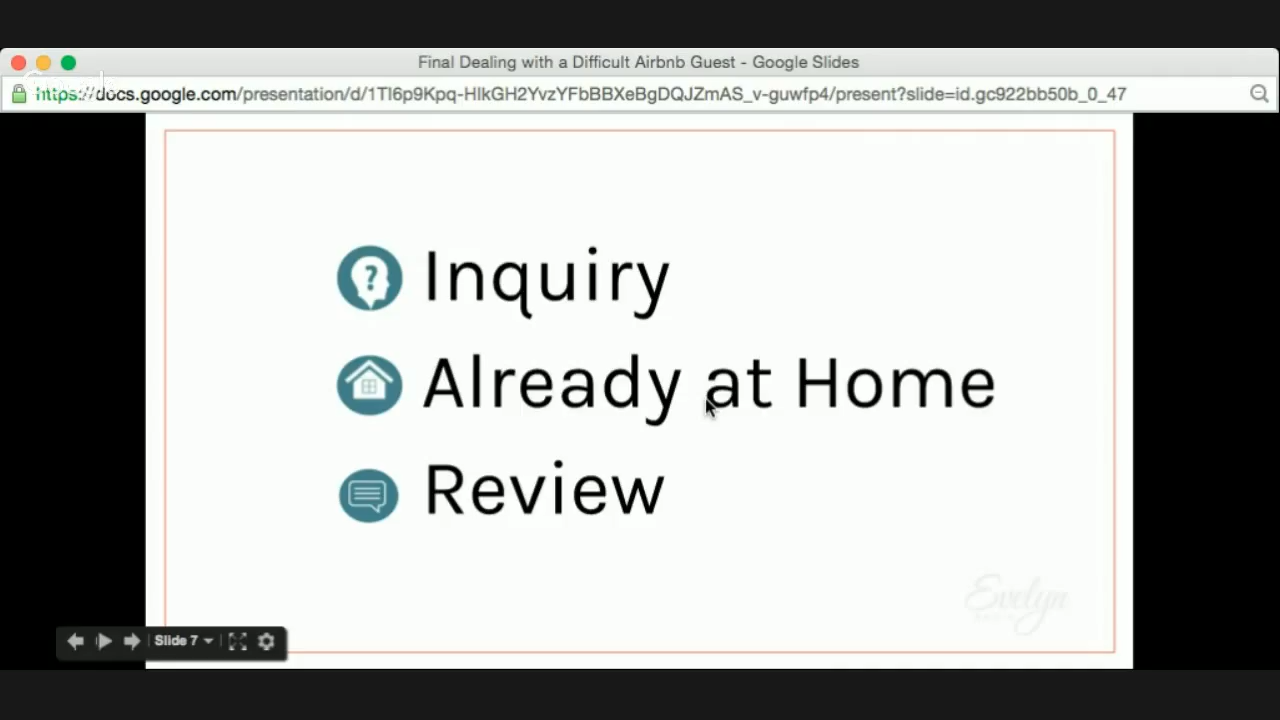 Final Dealing with a Difficult Airbnb Guest - Google Slides
https://docs.google.com/presentation/d/1Tl6p9Kpq-HlkGH2YvzYFbBBXeBgDQJZmAS_v-guwfp4/present?slide=id.gc922bb50b_0_47
?
Inquiry
Already at Home
Review
Evelyn
Slide 7